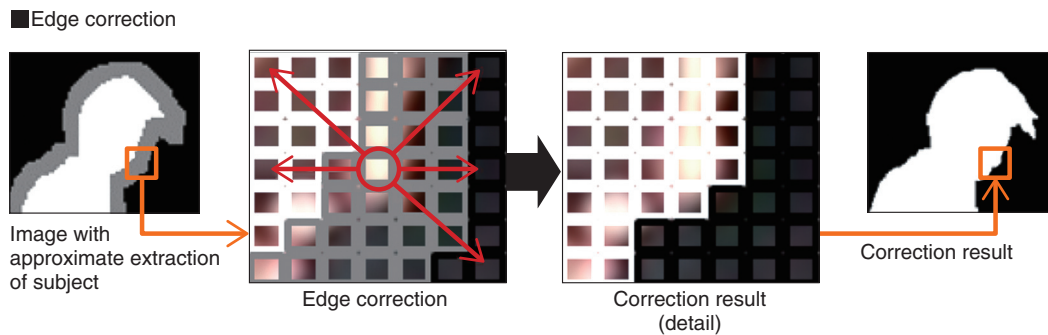 Edge correction
Image with
approximate extraction
of subject
Edge correction
Correction result
(detail)
Correction result